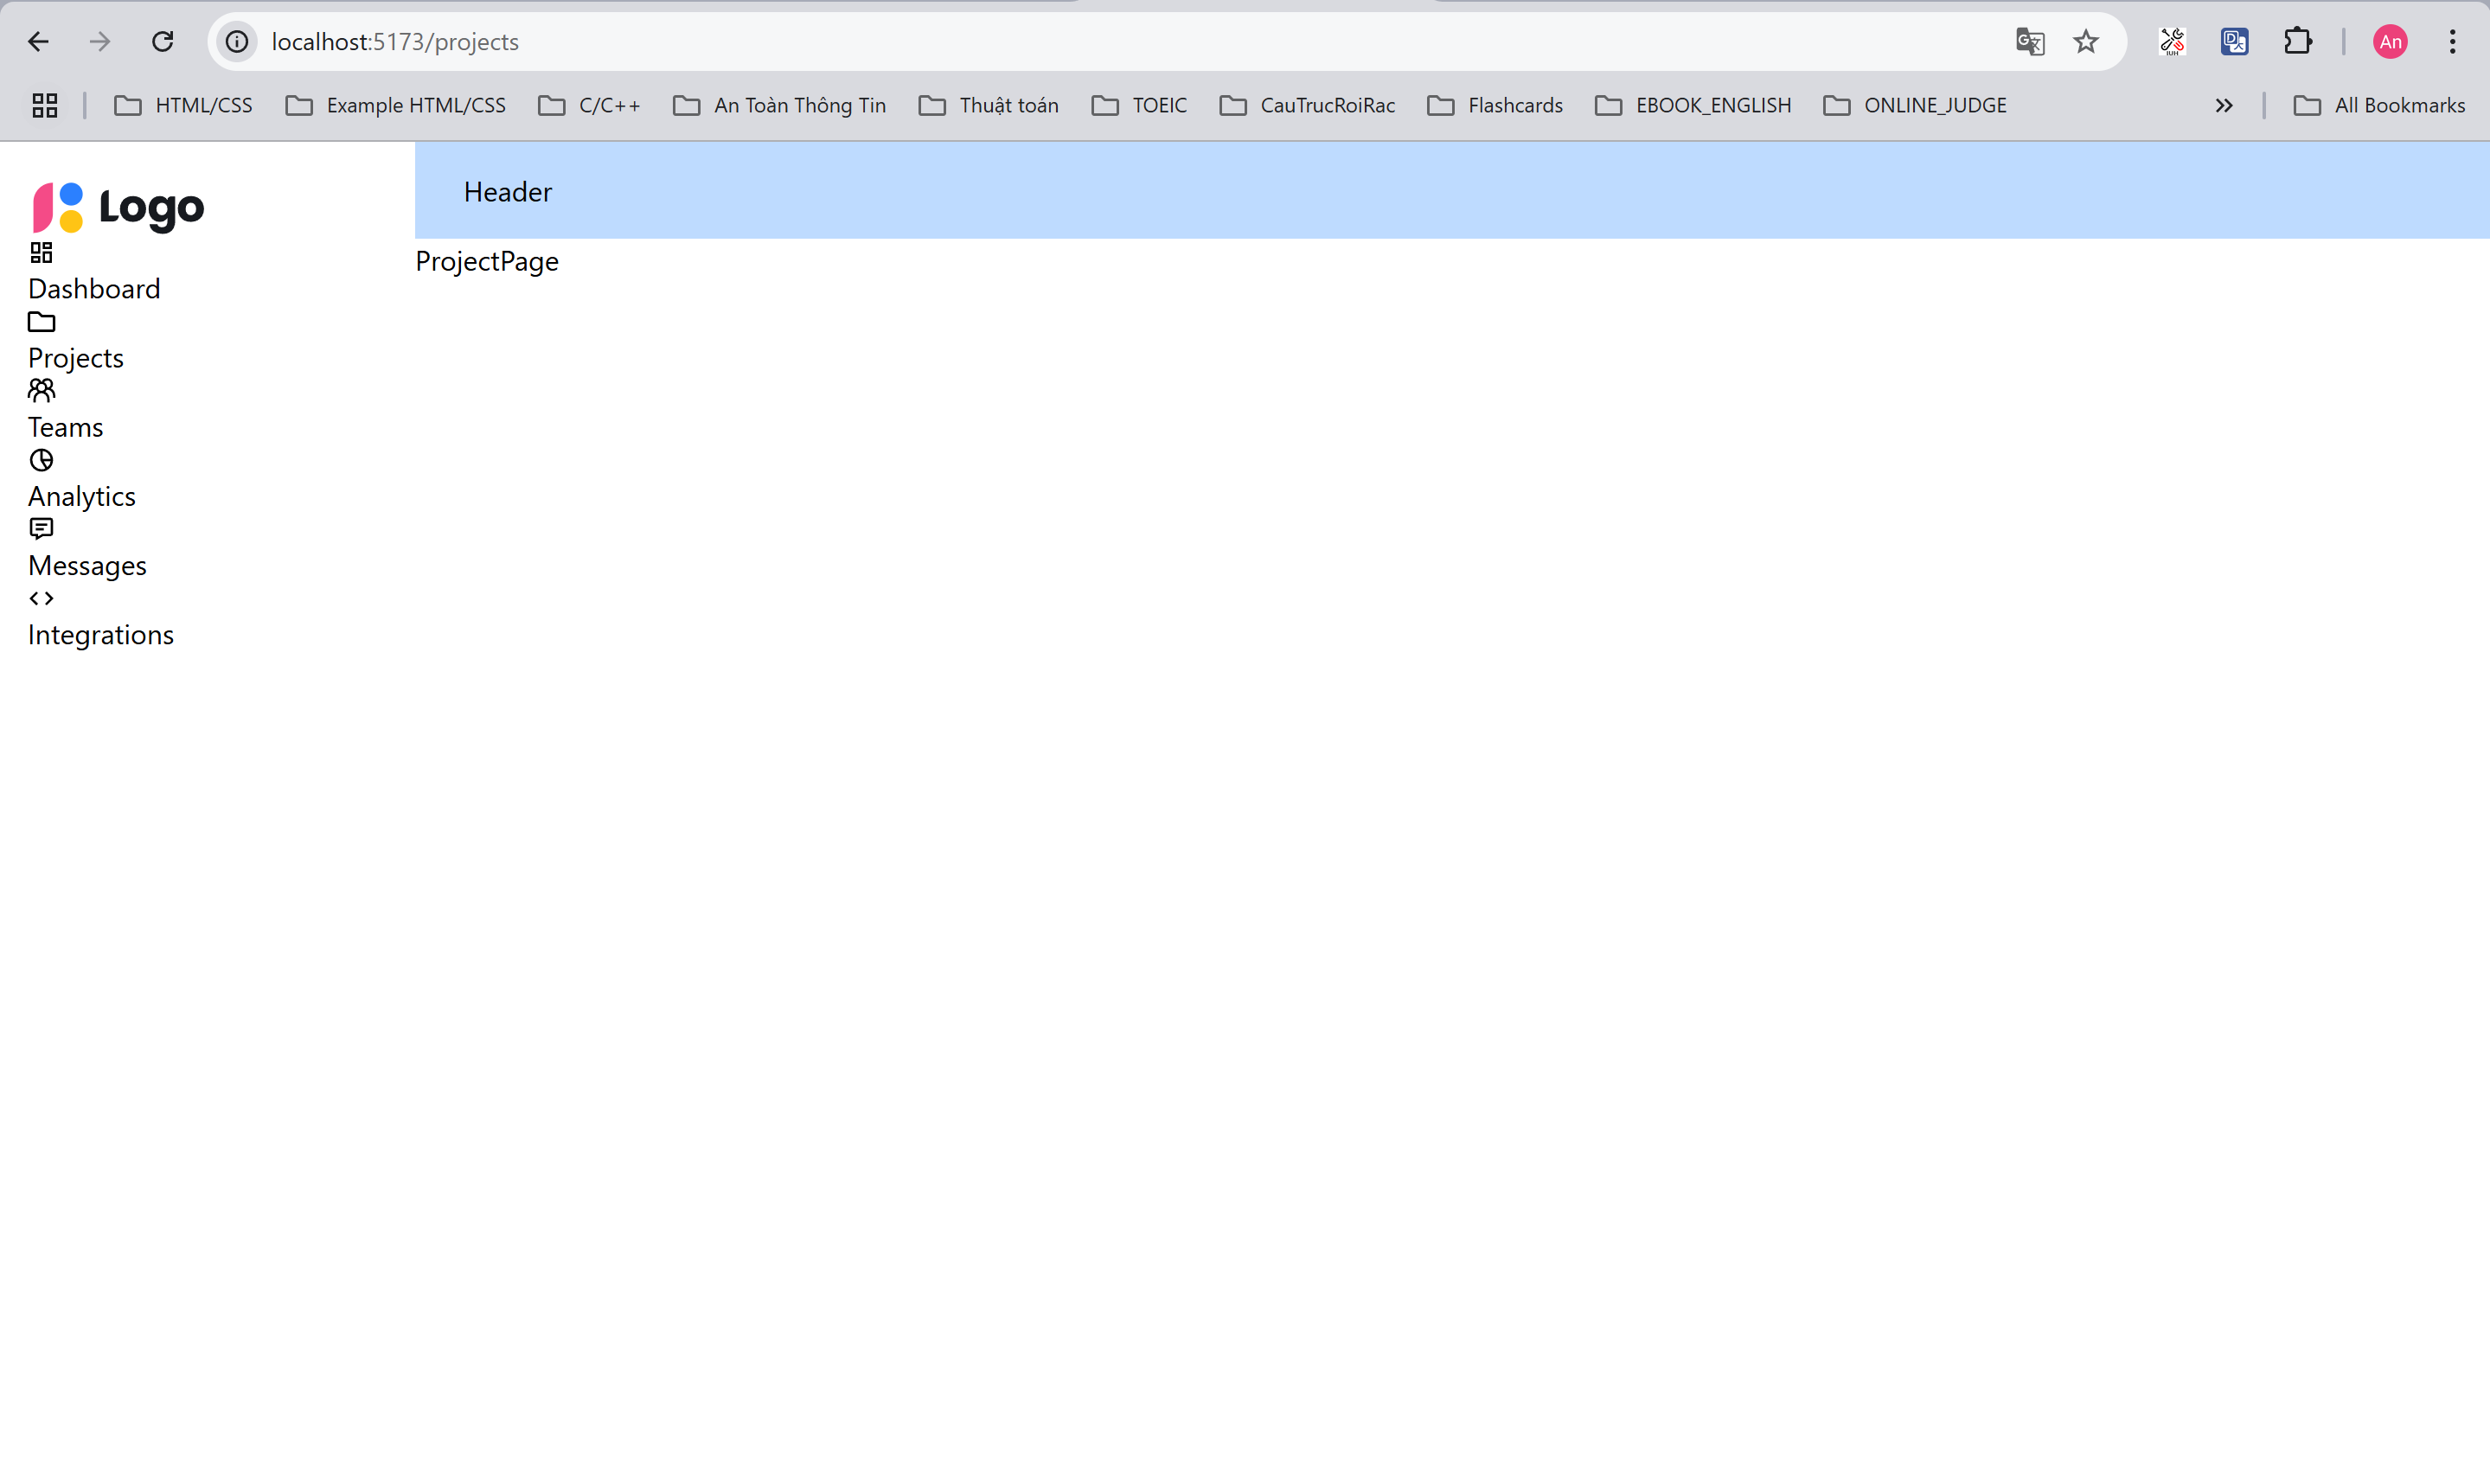 localhost:5173/projects
An
HTML/CSS
Example HTML/CSS
C/C++
An Toàn Thông Tin
Thuật toán
TOEIC
CauTrucRoiRac
Flashcards
EBOOK_ENGLISH
ONLINE_JUDGE
All Bookmarks
Logo
Dashboard
Projects
Teams
Analytics
Messages
Integrations
Header
ProjectPage